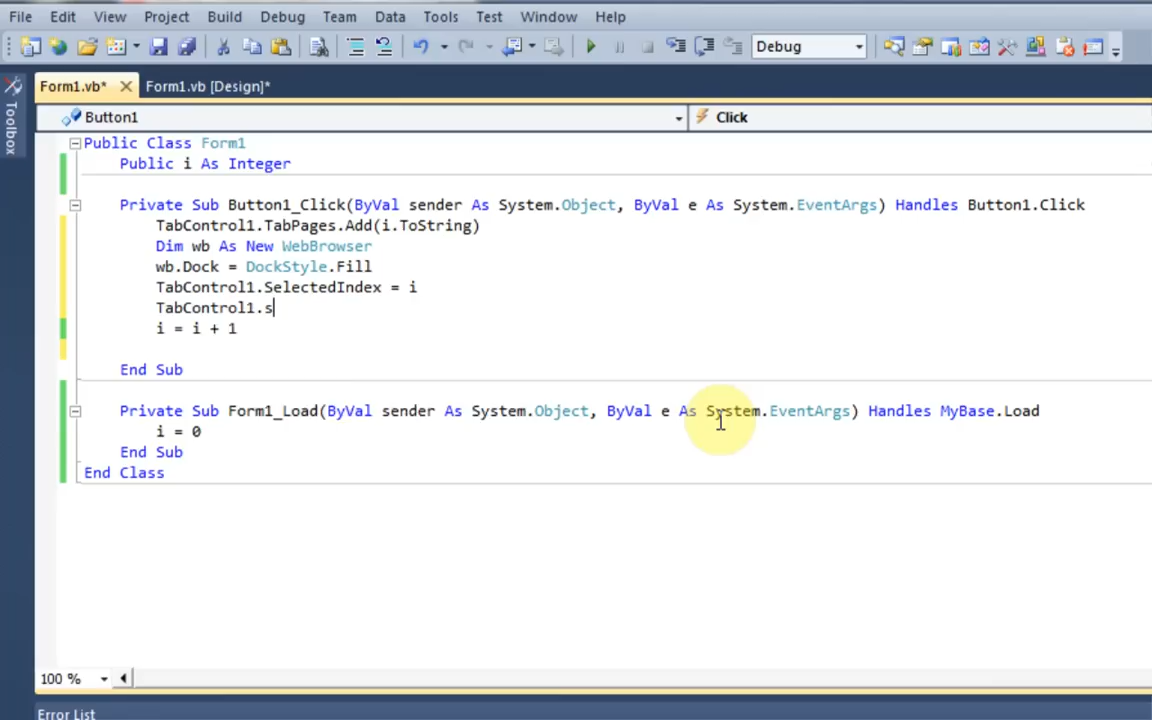 File Edit View Project Build Debug Team Data Tools Test Window Help
Debug
Form1.vb* Form1.vb [Design]*
Toolbox
Button1 Click
Public Class Form1
Public i As Integer
Private Sub Button1_Click(ByVal sender As System.Object, ByVal e As System.EventArgs) Handles Button1.Click
TabControl1.TabPages.Add(i.ToString)
Dim wb As New WebBrowser
wb.Dock = DockStyle.Fill
TabControl1.SelectedIndex = i
TabControl1.s
i = i + 1
End Sub
Private Sub Form1_Load(ByVal sender As System.Object, ByVal e As System.EventArgs) Handles MyBase.Load
i = 0
End Sub
End Class
100 %
Error List